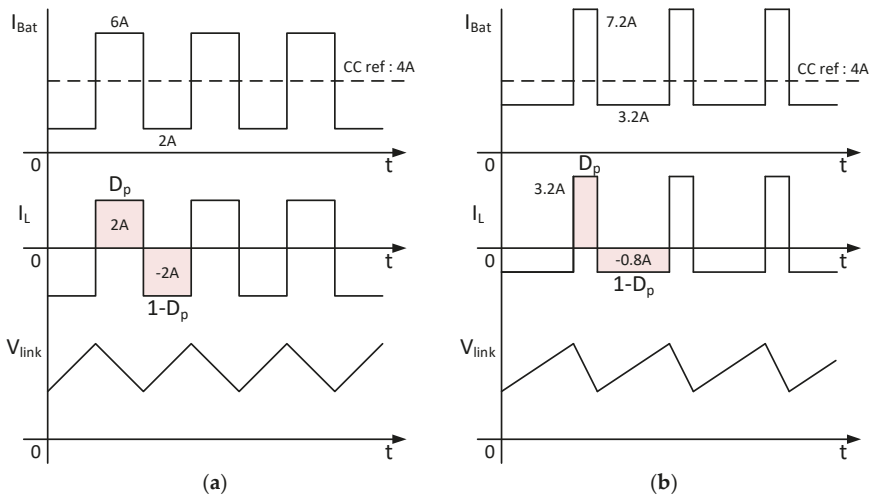 I_Bat
6A
CC ref : 4A
2A
0
t
D_p
I_L
2A
0
-2A
1-D_p
V_link
0
t
(a)
I_Bat
7.2A
CC ref : 4A
3.2A
0
t
D_p
3.2A
I_L
0
-0.8A
1-D_p
V_link
0
t
(b)